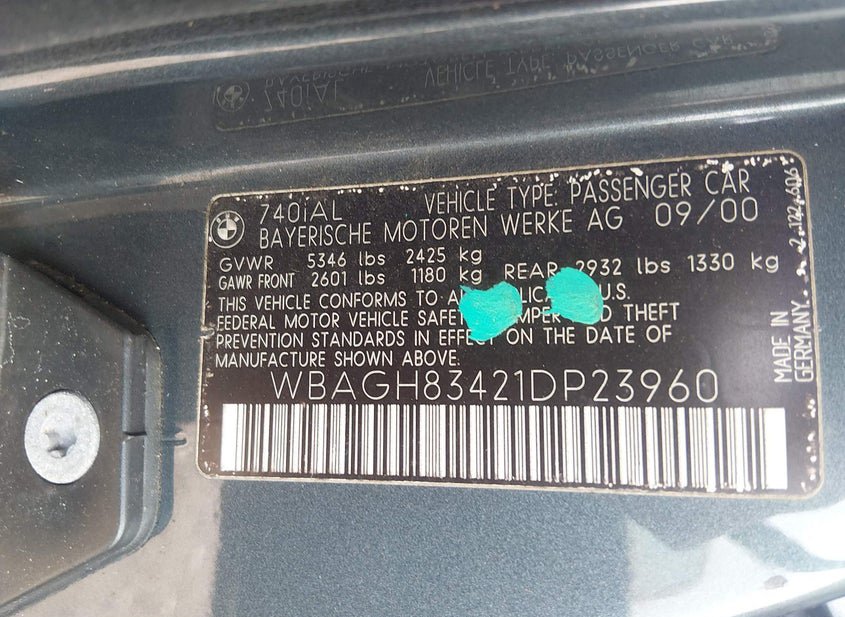 740iAL VEHICLE TYPE: PASSENGER CAR
BAYERISCHE MOTOREN WERKE AG 09/00
GVWR 5346 lbs 2425 kg
GAWR FRONT 2601 lbs 1180 kg REAR 2932 lbs 1330 kg
THIS VEHICLE CONFORMS TO U.S.
FEDERAL MOTOR VEHICLE THEFT
PREVENTION STANDARDS IN ON THE DATE OF
MANUFACTURE SHOWN ABOVE.
WBAGH83421DP23960
MADE IN
GERMANY